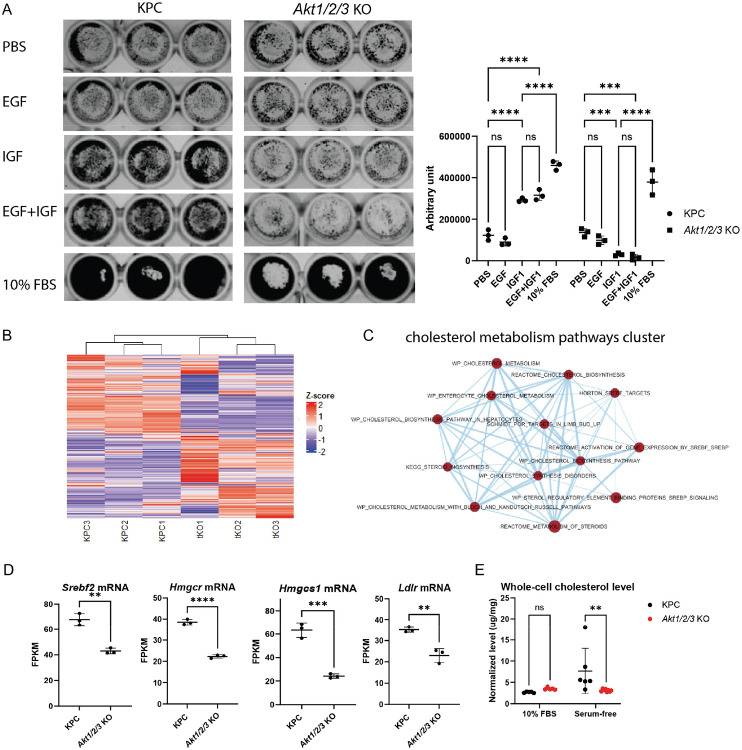 A
KPC
Akt1/2/3 KO
PBS
EGF
IGF
EGF+IGF
10% FBS
****
****
****
ns
ns
***
***
****
ns
ns
600000
400000
200000
0
Arbitrary unit
PBS
EGF
IGF1
EGF+IGF1
10% FBS
PBS
EGF
IGF1
EGF+IGF1
10% FBS
KPC
Akt1/2/3 KO
B
Z-score
2
1
0
-1
-2
KPC3
KPC2
KPC1
tKO1
tKO2
tKO3
C
cholesterol metabolism pathways cluster
WP_CHOLESTEROL_METABOLISM
REACTOME_CHOLESTEROL_BIOSYNTHESIS
WP_ENTEROCYTE_CHOLESTEROL_METABOLISM
HORTON_SREBF_TARGETS
WP_CHOLESTEROL_BIOSYNTHESIS_PATHWAY_IN_HEPATOCYTES
SCHMIDT_POR_TARGETS_IN_LIMB_BUD_UP
REACTOME_ACTIVATION_OF_GENE_EXPRESSION_BY_SREBF_SREBP
WP_CHOLESTEROL_BIOSYNTHESIS_PATHWAY
KEGG_STEROID_BIOSYNTHESIS
WP_CHOLESTEROL_SYNTHESIS_DISORDERS
WP_STEROL_REGULATORY_ELEMENTBINDING_PROTEINS_SREBP_SIGNALING
WP_CHOLESTEROL_METABOLISM_WITH_BLOCH_AND_KANDUTSCH_RUSSELL_PATHWAYS
REACTOME_METABOLISM_OF_STEROIDS
D
Srebf2 mRNA
**
80
60
40
20
0
FPKM
KPC
Akt1/2/3 KO
Hmgcr mRNA
****
50
40
30
20
10
0
FPKM
KPC
Akt1/2/3 KO
Hmgcs1 mRNA
***
80
60
40
20
0
FPKM
KPC
Akt1/2/3 KO
Ldlr mRNA
**
50
40
30
20
10
0
FPKM
KPC
Akt1/2/3 KO
E
Whole-cell cholesterol level
ns
**
25
20
15
10
5
0
Normalized level (ug/mg)
10% FBS
Serum-free
KPC
Akt1/2/3 KO